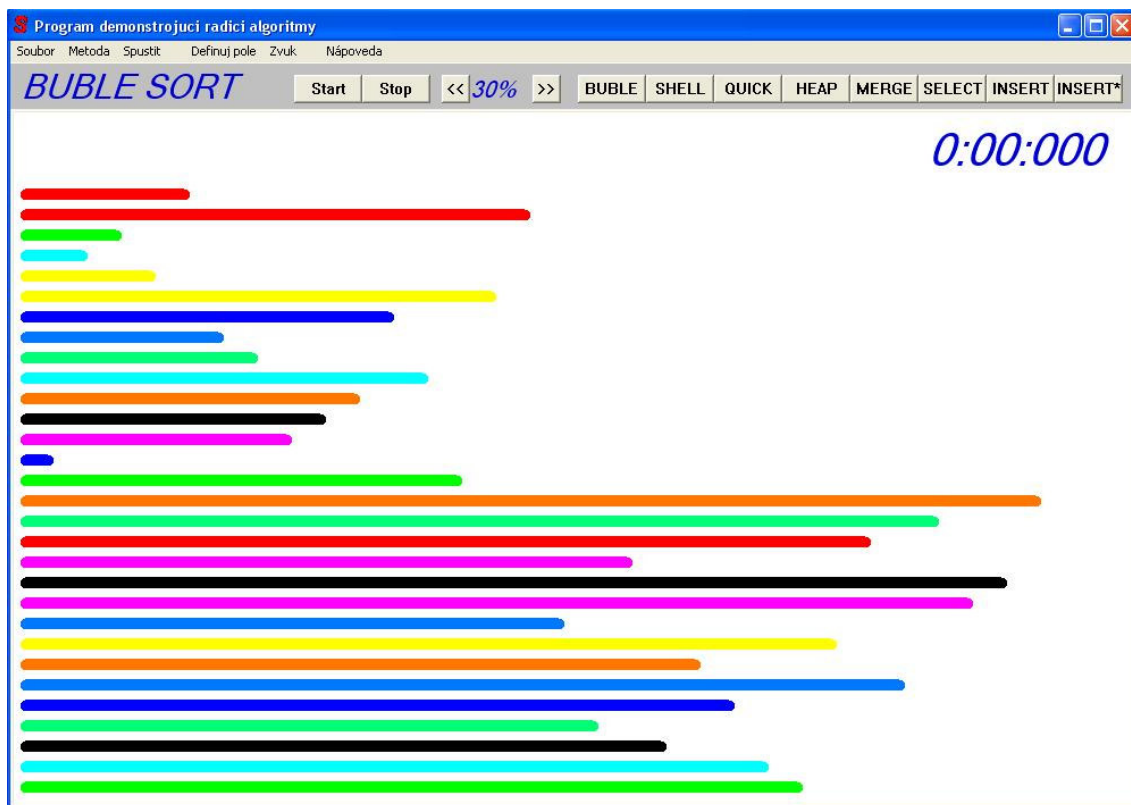 Program demonstrojuci radici algoritmy
Soubor Metoda Spustit Definuj pole Zvuk Nápoveda
BUBLE SORT Start Stop << 30% >> BUBLE SHELL QUICK HEAP MERGE SELECT INSERT INSERT*
0:00:000